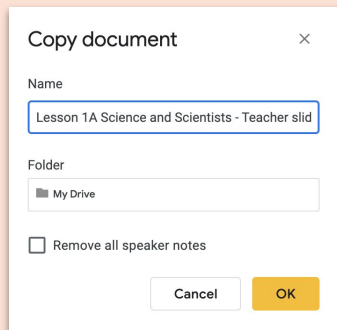 Copy document
Name
Lesson 1A Science and Scientists - Teacher slid
Folder
My Drive
Remove all speaker notes
Cancel OK